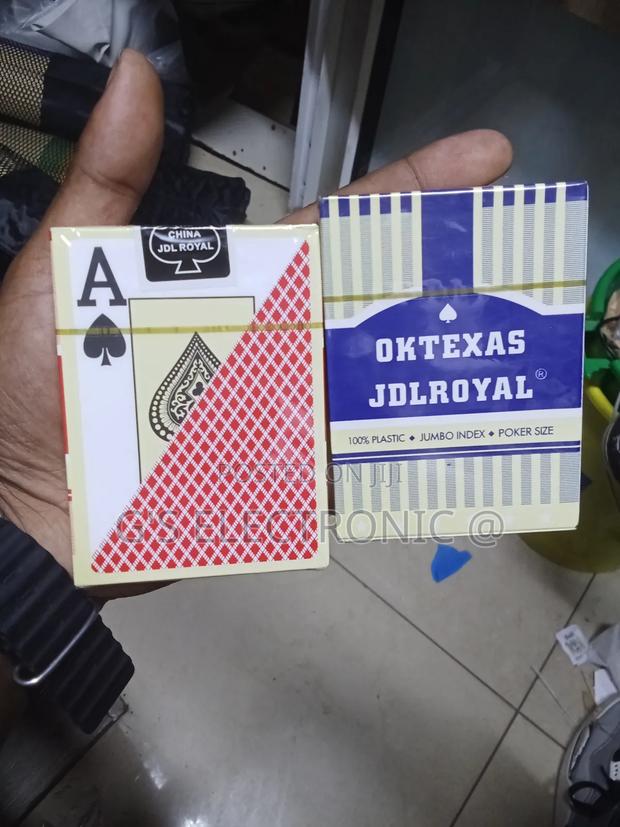 CHINA
JDL ROYAL
A
OKTEXAS
JDLROYAL®
100% PLASTIC ◆ JUMBO INDEX ◆ POKER SIZE
POSTED ON JIJI
G'S ELECTRONIC @